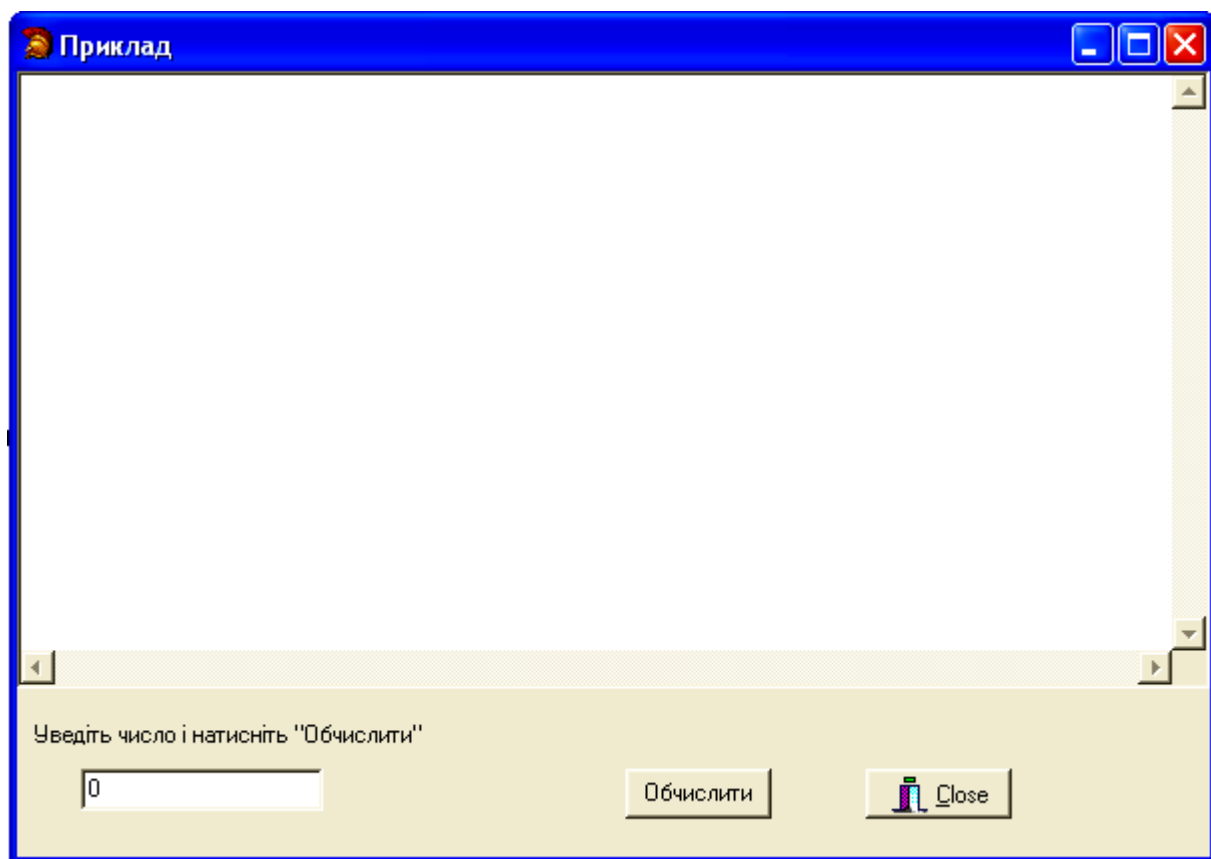 Приклад
Уведіть число і натисніть "Обчислити"
0
Обчислити
Close